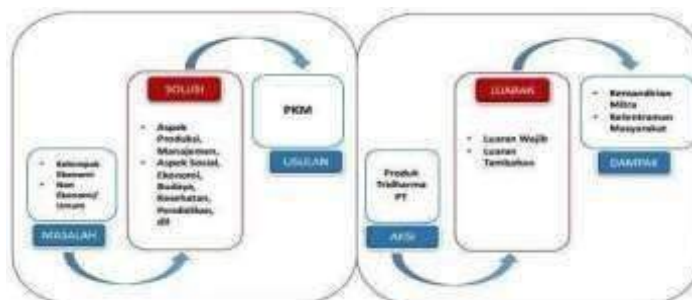 • Kelompok
Ekonomi
• Non
Ekonomi/
Umum
MASALAH
SOLUSI
• Aspek
Produksi,
Manajemen,
• Aspek Sosial,
Ekonomi,
Budaya,
Kesehatan,
Pendidikan,
dll
PKM
USULAN
Produk
Tridharma
PT
AKSI
LUARAN
• Luaran Wajib
• Luaran
Tambahan
• Kemandirian
Mitra
• Ketentraman
Masyarakat
DAMPAK